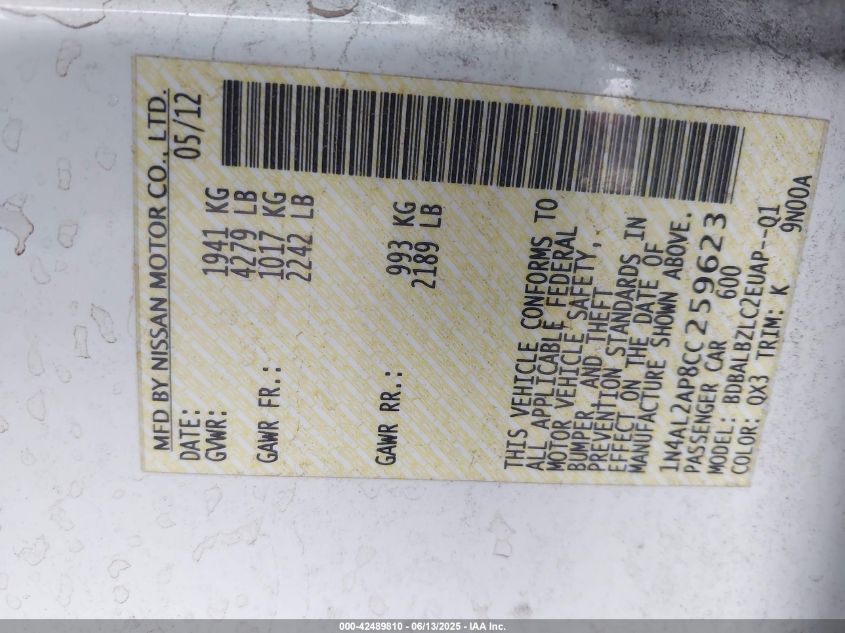 MFD BY NISSAN MOTOR CO., LTD.
DATE: 05/12
GVWR: 1941 KG
4279 LB
GAWR FR.: 1017 KG
2242 LB
GAWR RR.: 993 KG
2189 LB
THIS VEHICLE CONFORMS TO
ALL APPLICABLE FEDERAL
MOTOR VEHICLE SAFETY,
BUMPER, AND THEFT
PREVENTION STANDARDS IN
EFFECT ON THE DATE OF
MANUFACTURE SHOWN ABOVE.
1N4AL2AP8CC259623
PASSENGER CAR 600
MODEL: BDBALBZLC2EUAP--Q1
COLOR: QX3 TRIM: K 9N00A
000-42489810 - 06/13/2025 - IAA Inc.